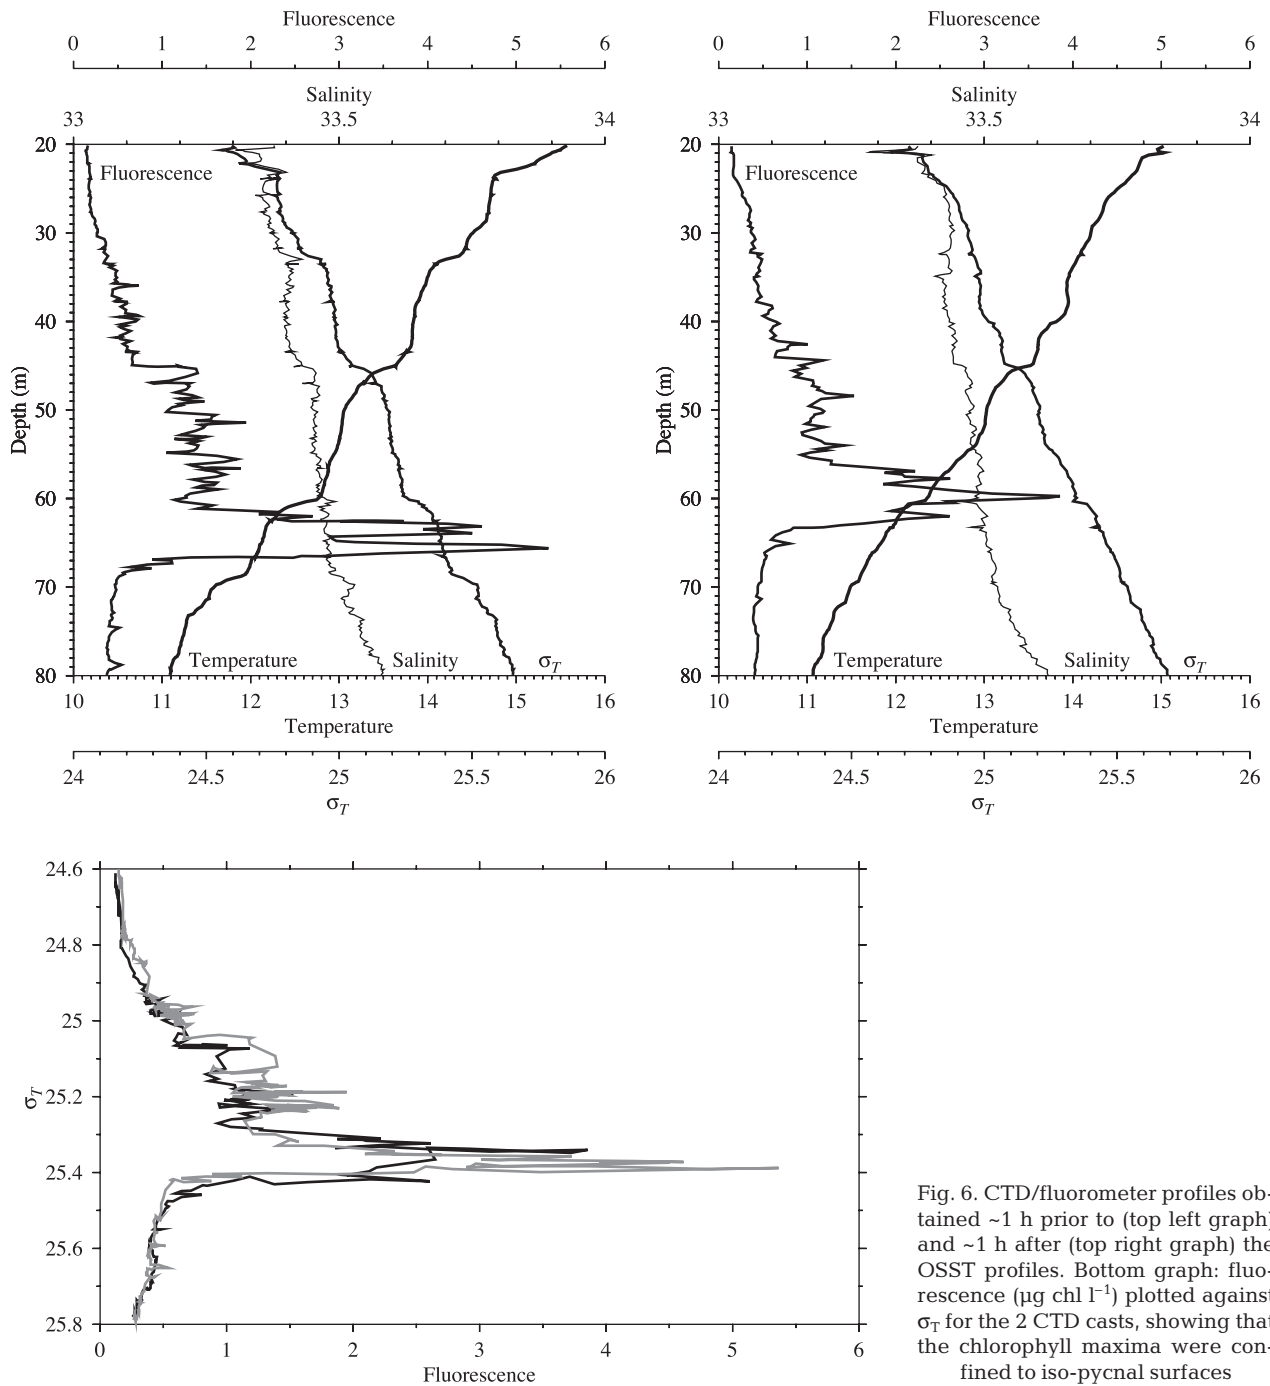 Fluorescence
0 1 2 3 4 5 6
Salinity
33 33.5 34
20
30
40
50
60
70
80
Depth (m)
Fluorescence
Temperature Salinity σT
10 11 12 13 14 15 16
Temperature
24 24.5 25 25.5 26
σT
Fluorescence
0 1 2 3 4 5 6
Salinity
33 33.5 34
20
30
40
50
60
70
80
Depth (m)
Fluorescence
Temperature Salinity σT
10 11 12 13 14 15 16
Temperature
24 24.5 25 25.5 26
σT
24.6
24.8
25
25.2
25.4
25.6
25.8
σT
0 1 2 3 4 5 6
Fluorescence
Fig. 6. CTD/fluorometer profiles ob-
tained ~1 h prior to (top left graph)
and ~1 h after (top right graph) the
OSST profiles. Bottom graph: fluo-
rescence (µg chl l⁻¹) plotted against
σT for the 2 CTD casts, showing that
the chlorophyll maxima were con-
fined to iso-pycnal surfaces